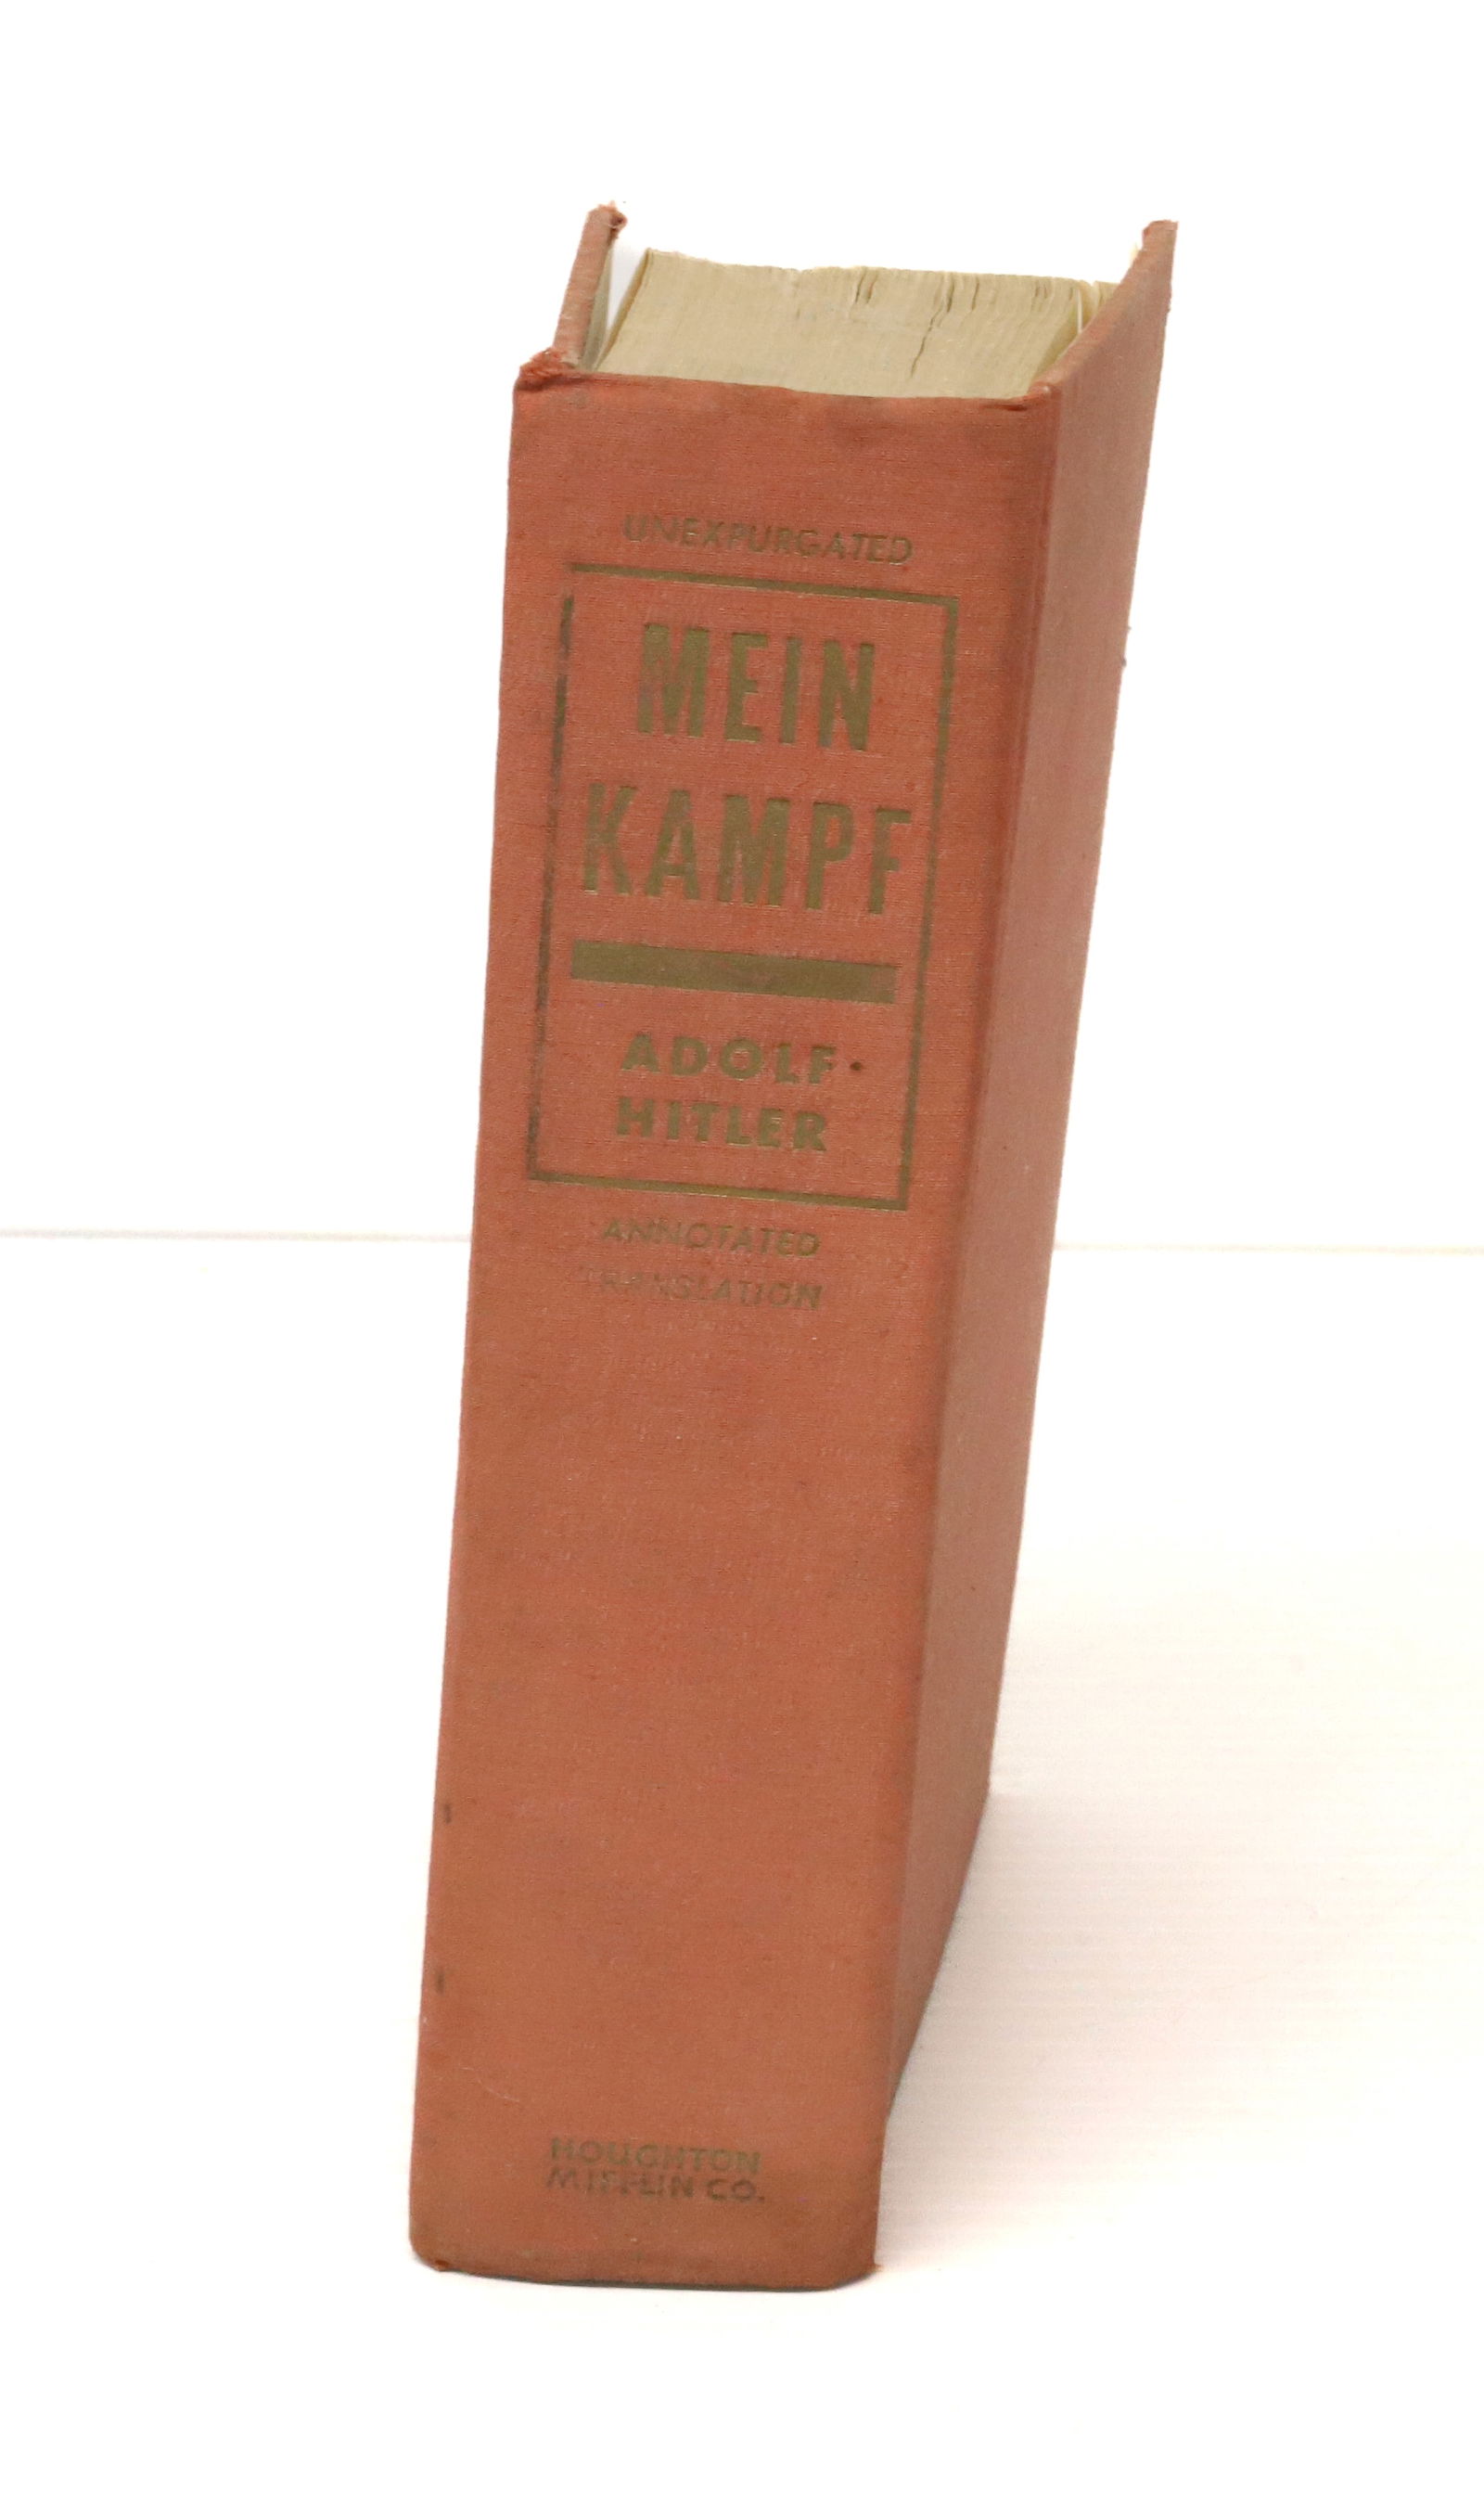 UNEXPURGATED
MEIN
KAMPF
ADOLF
HITLER
ANNOTATED
TRANSLATION
HOUGHTON
MIFFLIN CO.